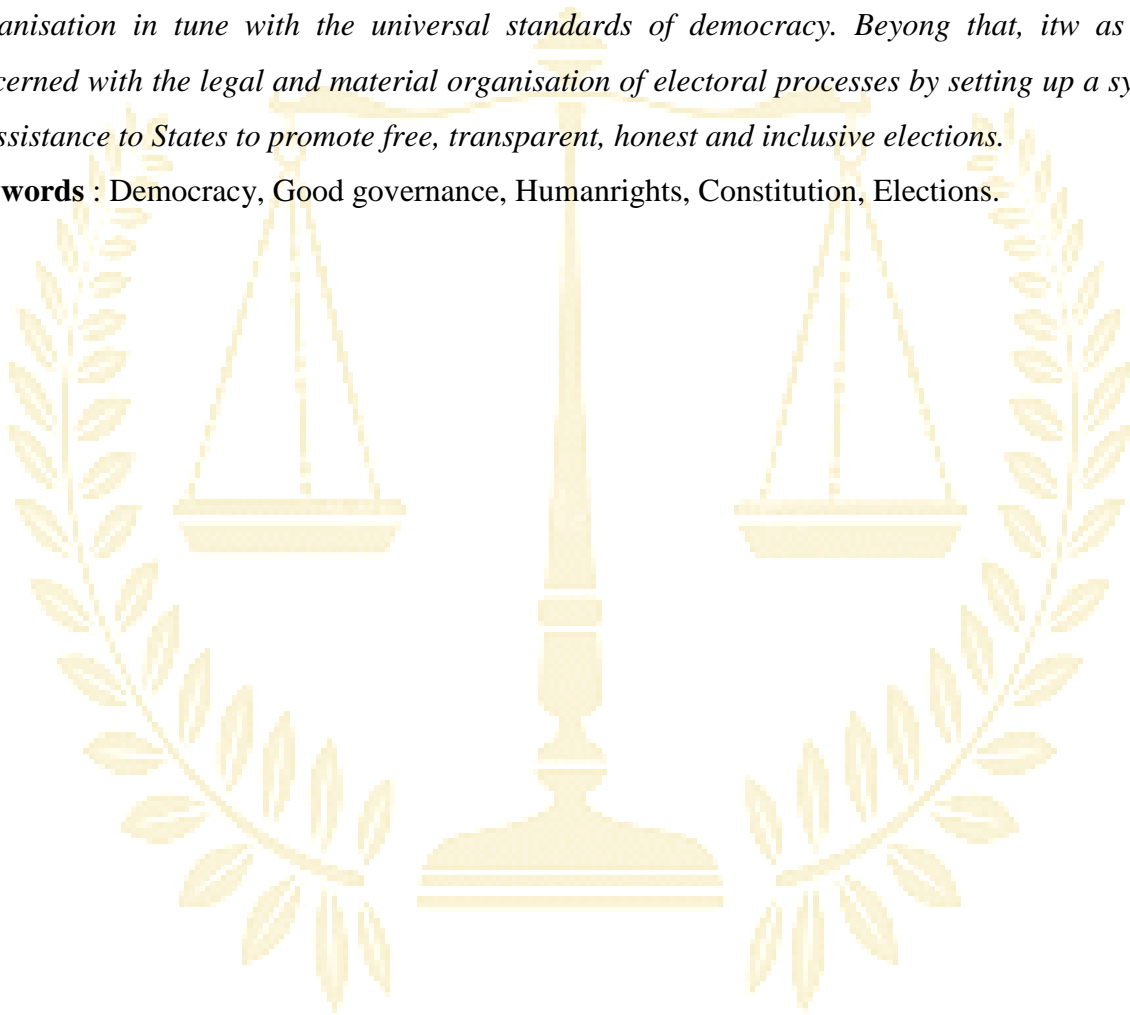 anisation in tune with the universal standards of democracy. Beyong that, itw as
cerned with the legal and material organisation of electoral processes by setting up a sy
ssistance to States to promote free, transparent, honest and inclusive elections.
words : Democracy, Good governance, Humanrights, Constitution, Elections.